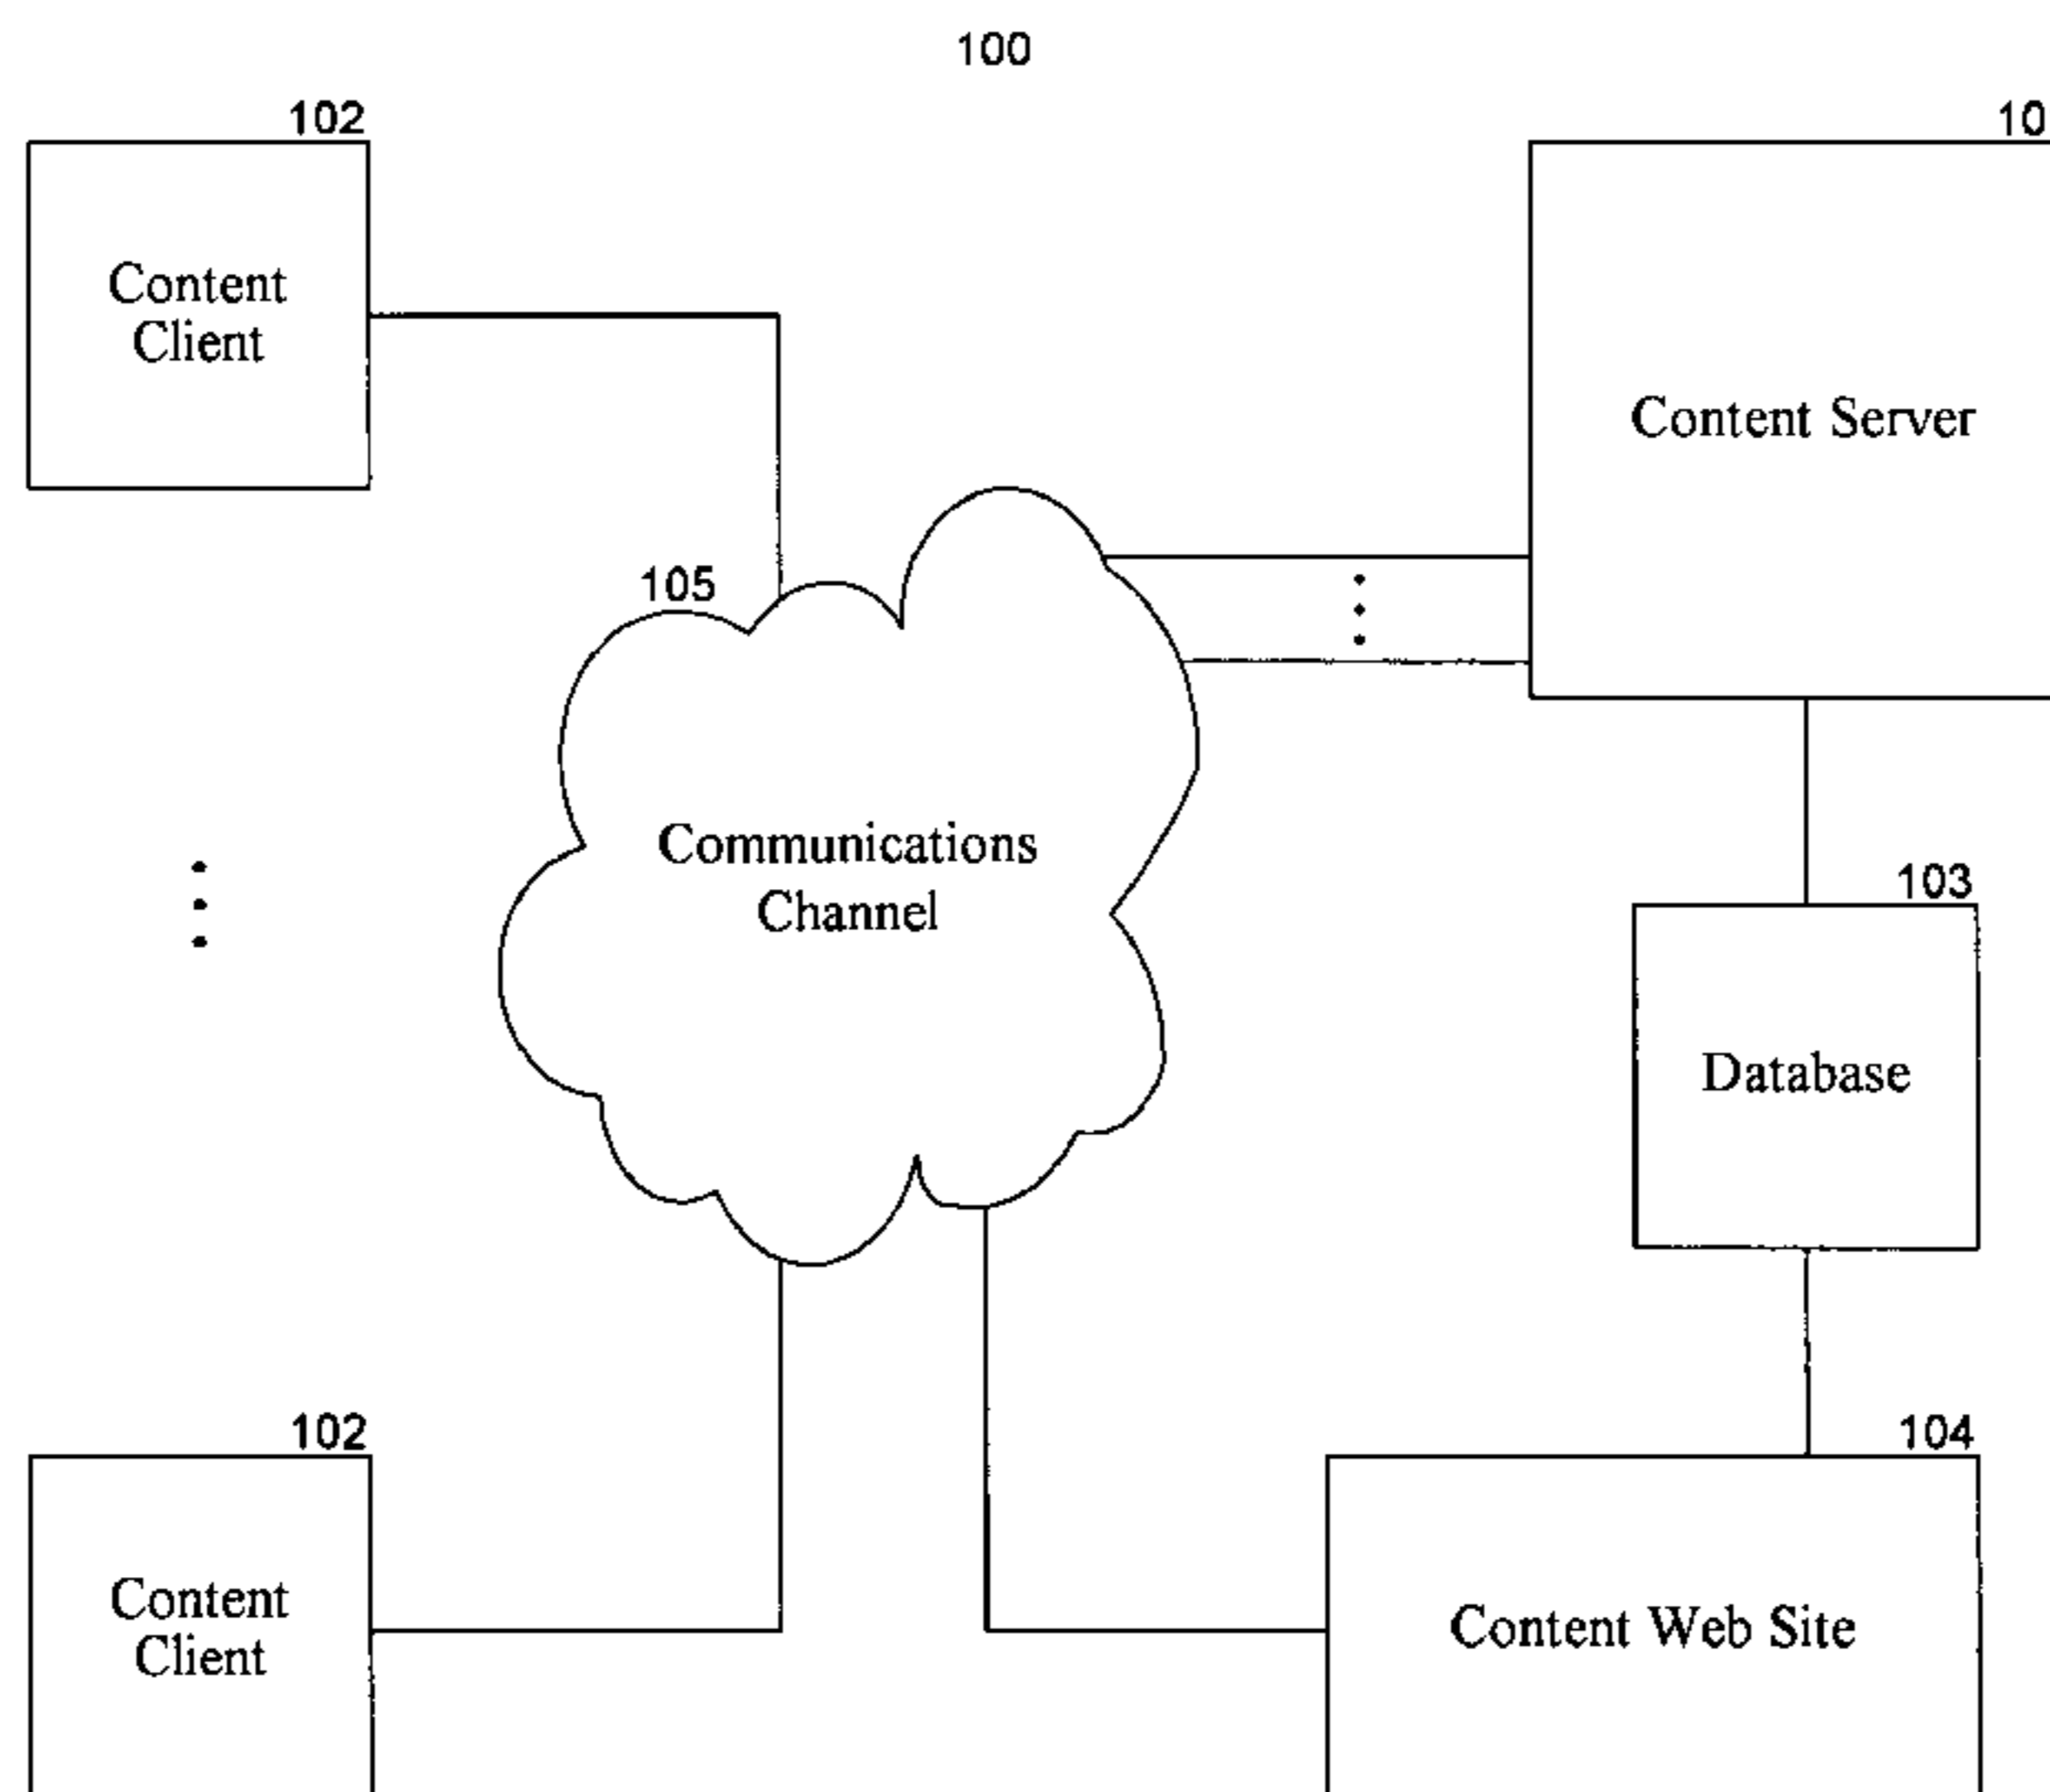 100
102
10
Content
Client
Content Server
105
Communications
Channel
103
Database
102
104
Content
Client
Content Web Site